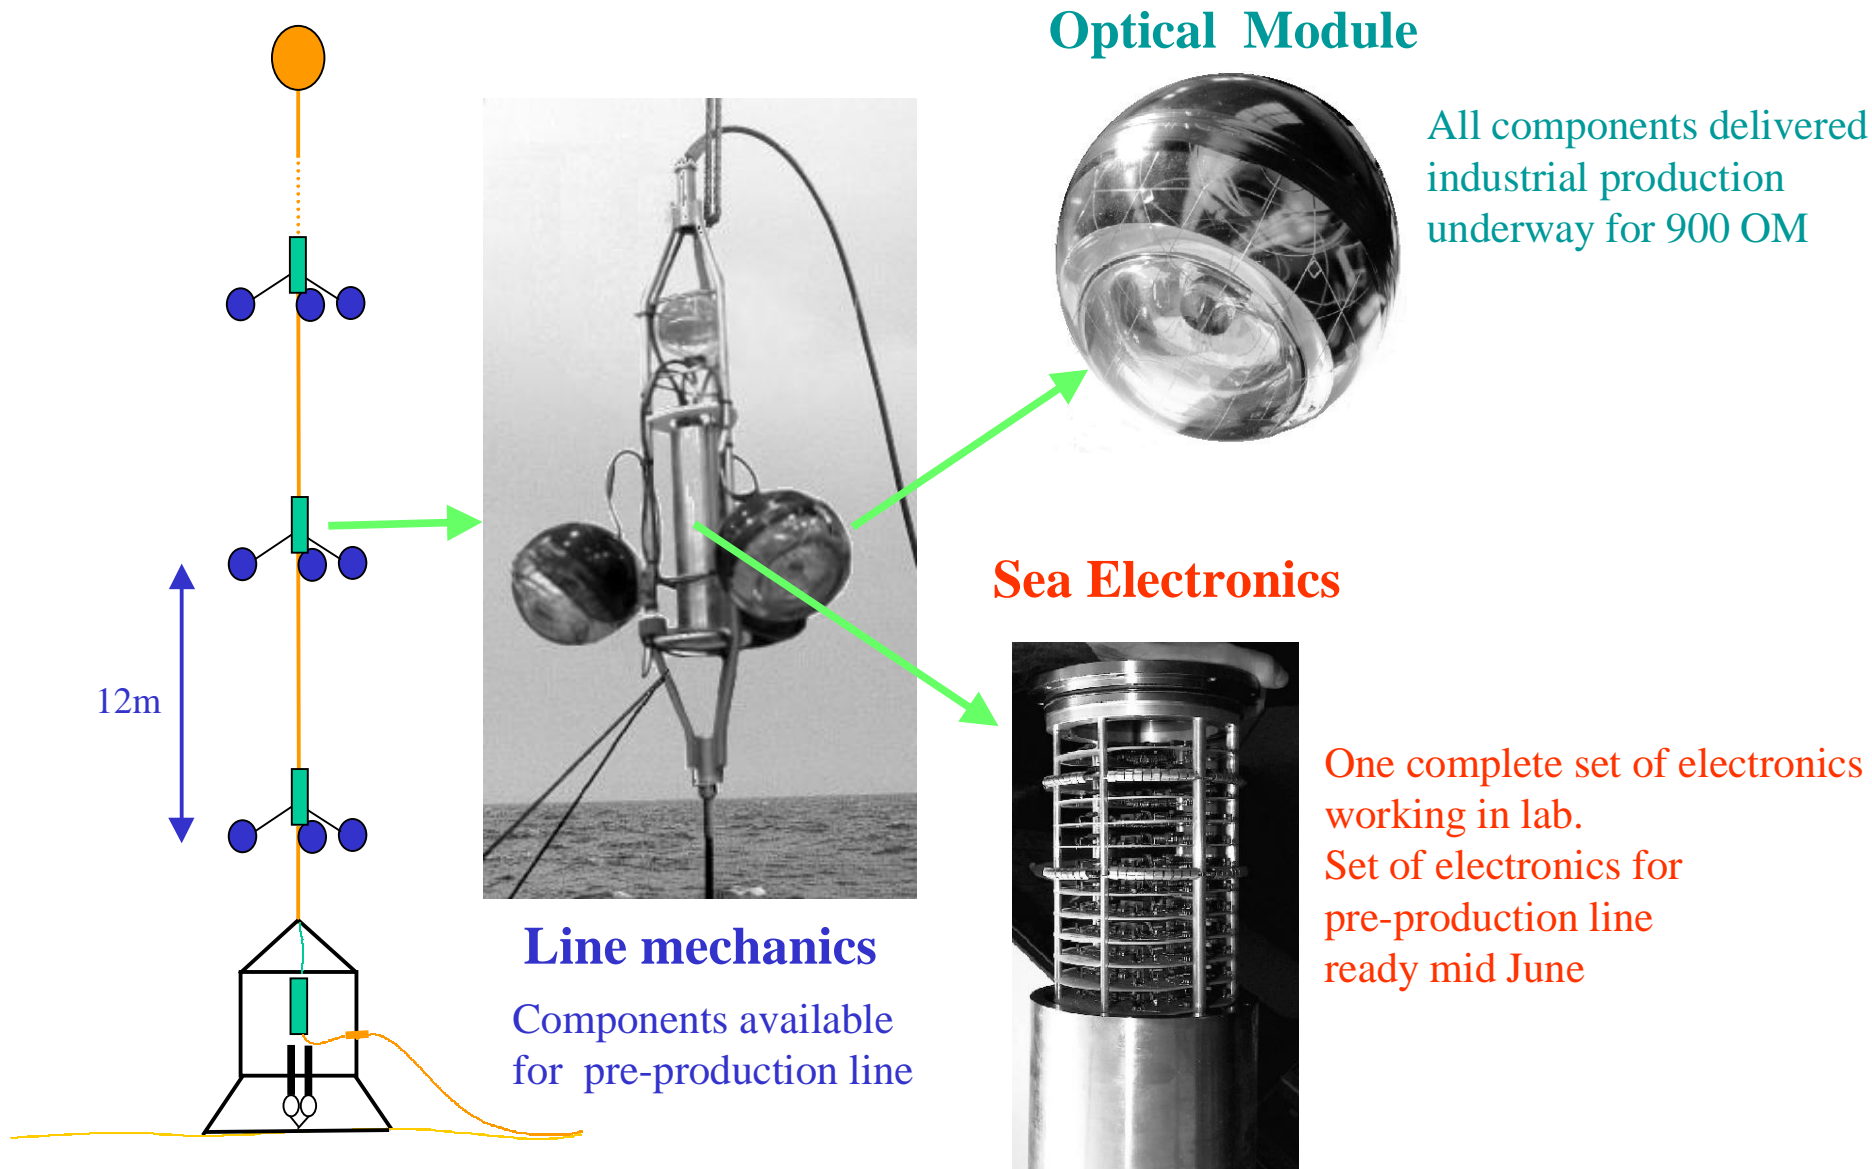 Optical Module
All components delivered
industrial production
underway for 900 OM
Sea Electronics
12m
One complete set of electronics
working in lab.
Set of electronics for
pre-production line
ready mid June
Line mechanics
Components available
for pre-production line